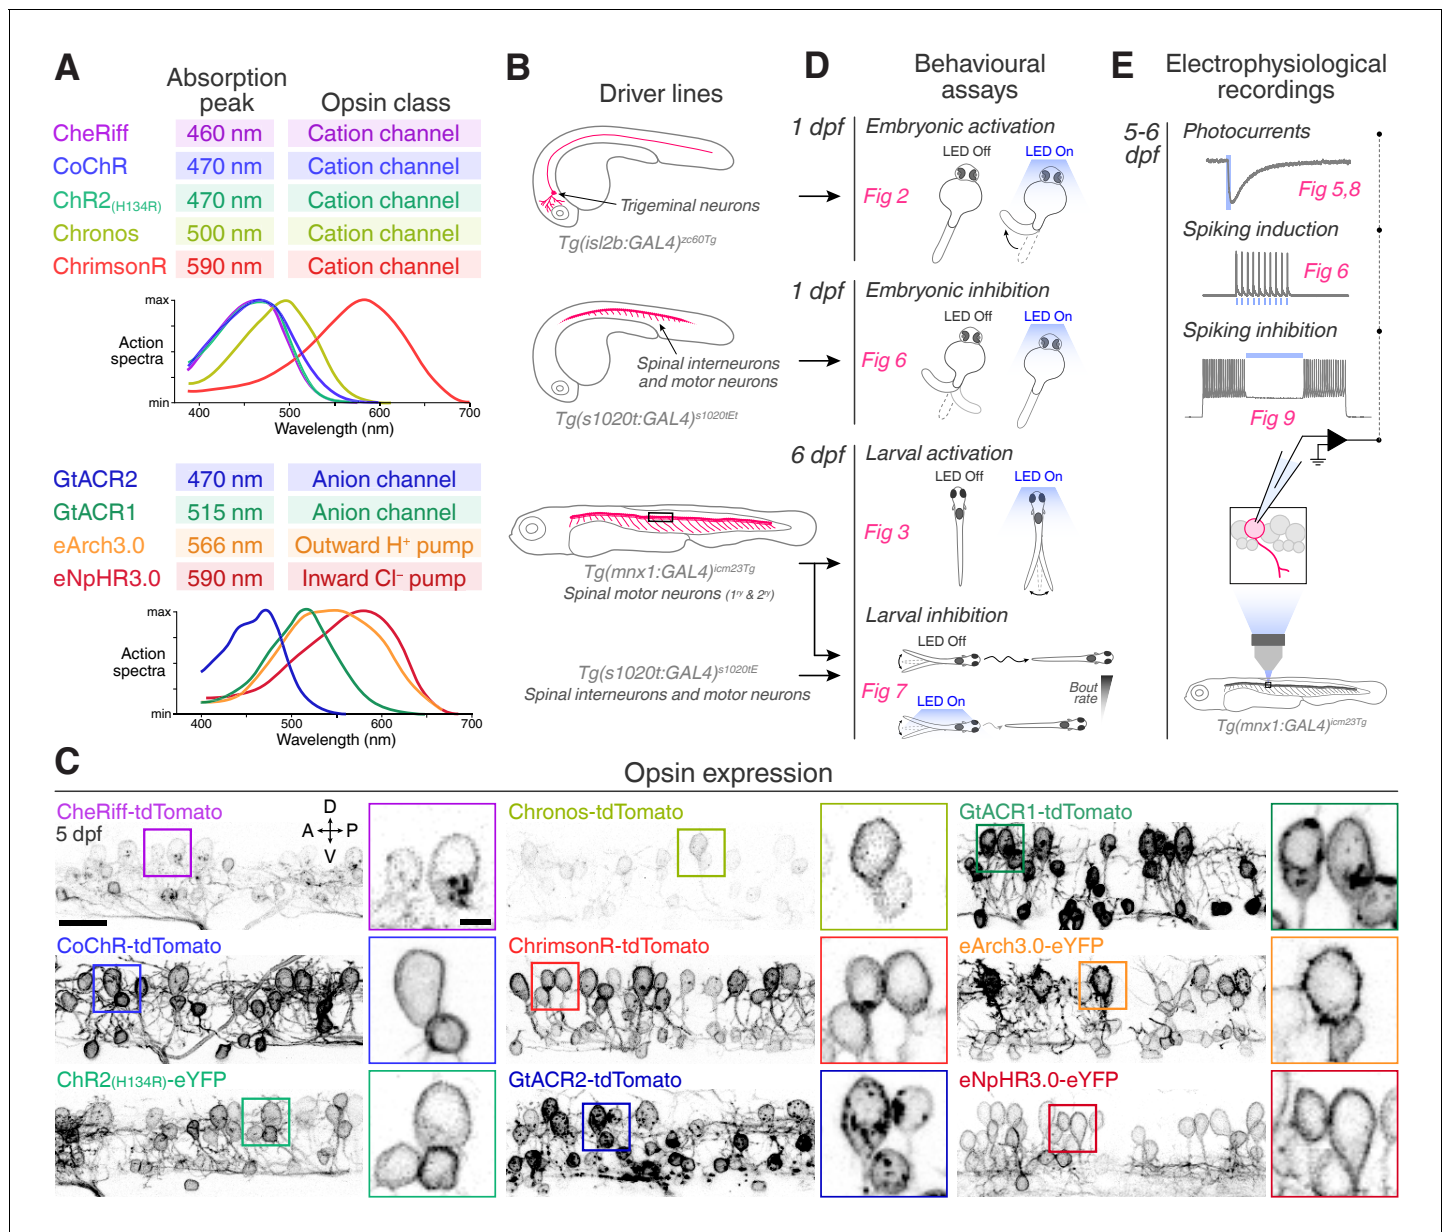 A
Absorption peak
Opsin class
CheRiff 460 nm Cation channel
CoChR 470 nm Cation channel
ChR2(H134R) 470 nm Cation channel
Chronos 500 nm Cation channel
ChrimsonR 590 nm Cation channel
max
Action spectra
min
400 500 600 700
Wavelength (nm)
GtACR2 470 nm Anion channel
GtACR1 515 nm Anion channel
eArch3.0 566 nm Outward H+ pump
eNpHR3.0 590 nm Inward Cl– pump
max
Action spectra
min
400 500 600 700
Wavelength (nm)
B
Driver lines
Trigeminal neurons
Tg(isl2b:GAL4)zc60Tg
Spinal interneurons
and motor neurons
Tg(s1020t:GAL4)s1020tEt
Tg(mnx1:GAL4)icm23Tg
Spinal motor neurons (1ry & 2ry)
Tg(s1020t:GAL4)s1020tE
Spinal interneurons and motor neurons
D
Behavioural
assays
1 dpf
Embryonic activation
LED Off LED On
Fig 2
1 dpf
Embryonic inhibition
LED Off LED On
Fig 6
6 dpf
Larval activation
LED Off LED On
Fig 3
Larval inhibition
LED Off
Fig 7
LED On
Bout
rate
E
Electrophysiological
recordings
5-6
dpf
Photocurrents
Fig 5,8
Spiking induction
Fig 6
Spiking inhibition
Fig 9
Tg(mnx1:GAL4)icm23Tg
C
Opsin expression
CheRiff-tdTomato
5 dpf
D
A P
V
Chronos-tdTomato
GtACR1-tdTomato
CoChR-tdTomato
ChrimsonR-tdTomato
eArch3.0-eYFP
ChR2(H134R)-eYFP
GtACR2-tdTomato
eNpHR3.0-eYFP